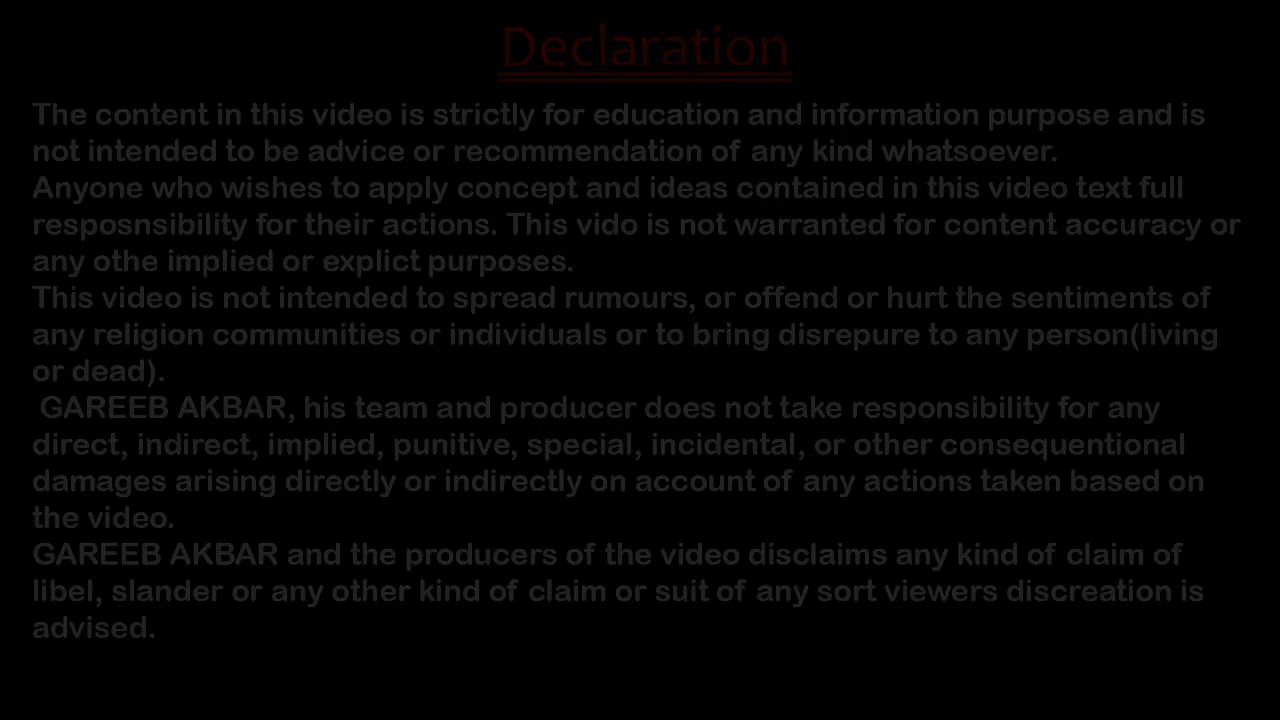 Declaration
The content in this video is strictly for education and information purpose and is
not intended to be advice or recommendation of any kind whatsoever.
Anyone who wishes to apply concept and ideas contained in this video text full
resposnsibility for their actions. This vido is not warranted for content accuracy or
any othe implied or explict purposes.
This video is not intended to spread rumours, or offend or hurt the sentiments of
any religion communities or individuals or to bring disrepure to any person(living
or dead).
GAREEB AKBAR, his team and producer does not take responsibility for any
direct, indirect, implied, punitive, special, incidental, or other consequentional
damages arising directly or indirectly on account of any actions taken based on
the video.
GAREEB AKBAR and the producers of the video disclaims any kind of claim of
libel, slander or any other kind of claim or suit of any sort viewers discreation is
advised.